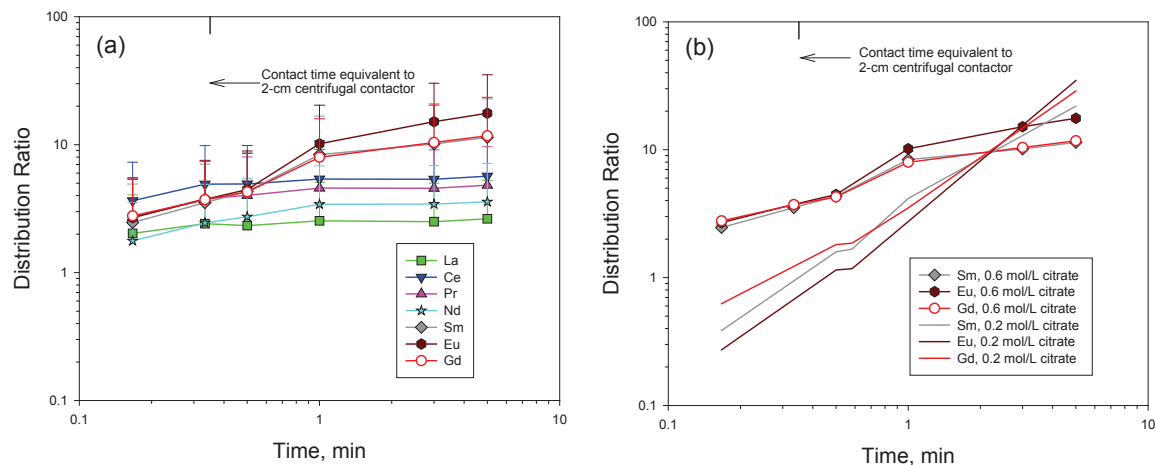 (a)
Contact time equivalent to
2-cm centrifugal contactor
Distribution Ratio
100
10
1
0.1
La
Ce
Pr
Nd
Sm
Eu
Gd
0.1
1
10
Time, min
(b)
Contact time equivalent to
2-cm centrifugal contactor
Distribution Ratio
100
10
1
0.1
Sm, 0.6 mol/L citrate
Eu, 0.6 mol/L citrate
Gd, 0.6 mol/L citrate
Sm, 0.2 mol/L citrate
Eu, 0.2 mol/L citrate
Gd, 0.2 mol/L citrate
0.1
1
10
Time, min